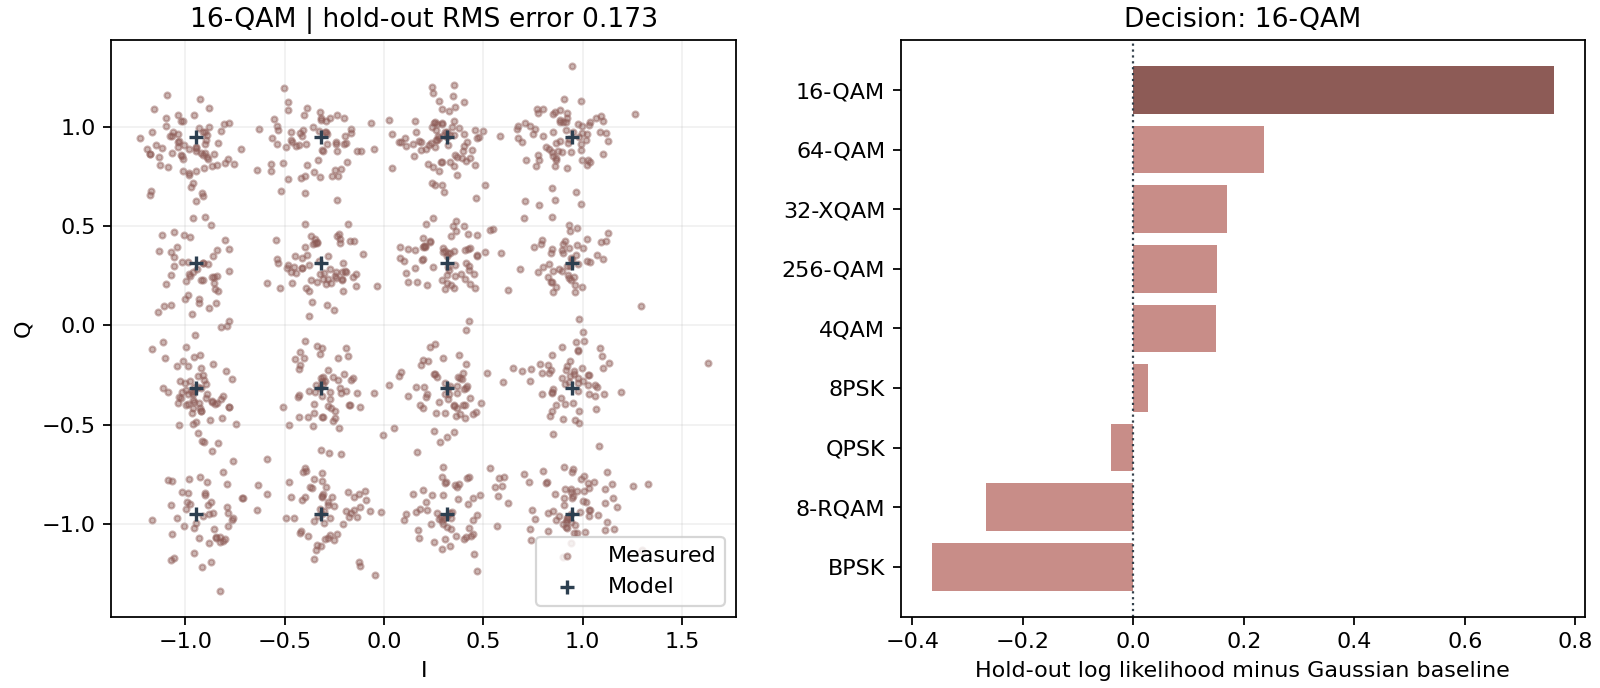 16-QAM | hold-out RMS error 0.173
1.0
0.5
0.0
−0.5
−1.0
Q
−1.0
−0.5
0.0
0.5
1.0
1.5
I
Measured
Model
Decision: 16-QAM
16-QAM
64-QAM
32-XQAM
256-QAM
4QAM
8PSK
QPSK
8-RQAM
BPSK
−0.4
−0.2
0.0
0.2
0.4
0.6
0.8
Hold-out log likelihood minus Gaussian baseline